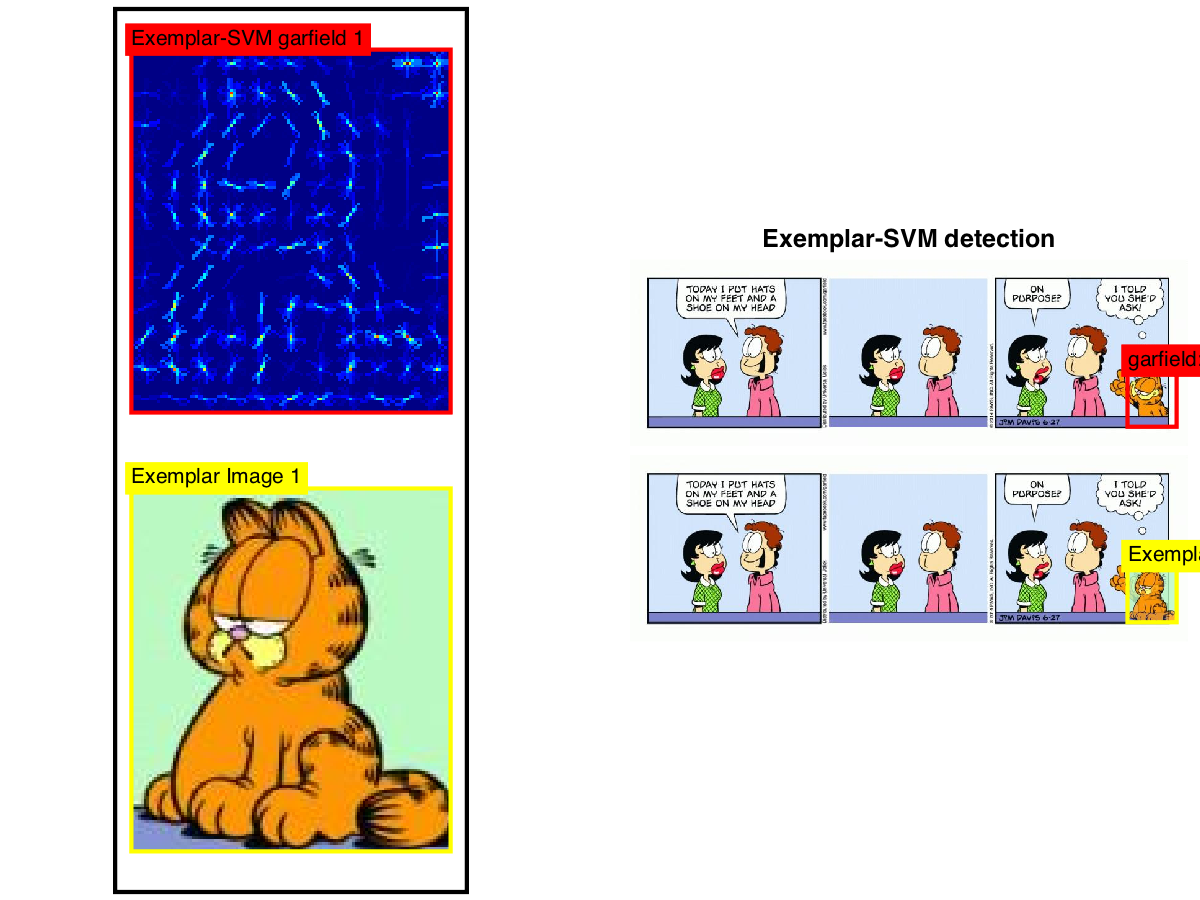 Exemplar-SVM garfield 1
Exemplar Image 1
Exemplar-SVM detection
TODAY I PUT HATS
ON MY FEET AND A
SHOE ON MY HEAD
ON
PURPOSE?
I TOLD
YOU SHE'D
ASK!
garfield
JIM DAVIS 6-27
TODAY I PUT HATS
ON MY FEET AND A
SHOE ON MY HEAD
ON
PURPOSE?
I TOLD
YOU SHE'D
ASK!
Exempla
JIM DAVIS 6-27